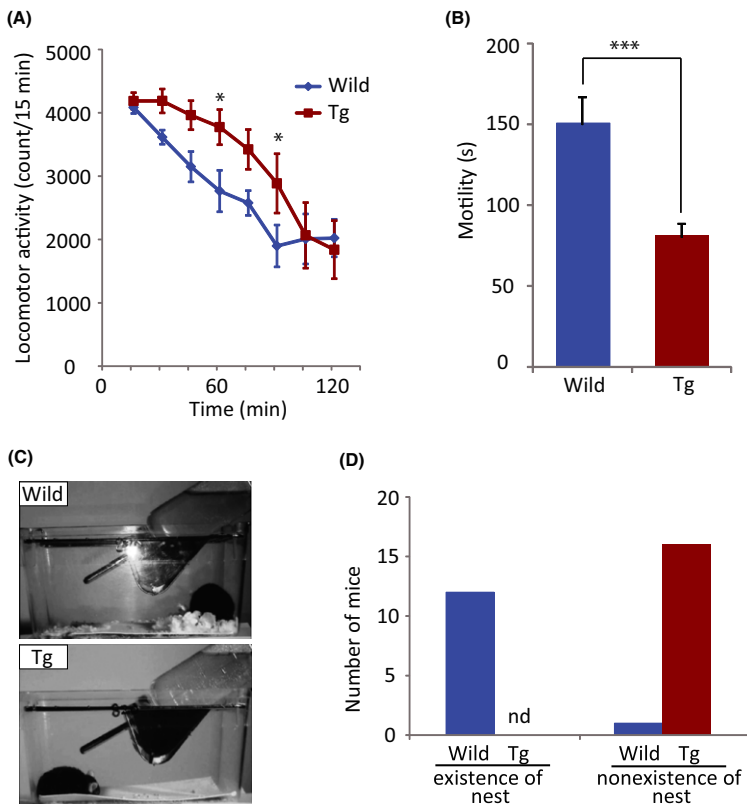 (A)
Locomotor activity (count/15 min)
5000
4000
3000
2000
1000
0
0
60
120
Time (min)
Wild
Tg
*
*
(B)
Motility (s)
200
150
100
50
0
***
Wild
Tg
(C)
Wild
Tg
(D)
Number of mice
20
15
10
5
0
nd
Wild Tg
existence of
nest
Wild Tg
nonexistence of
nest